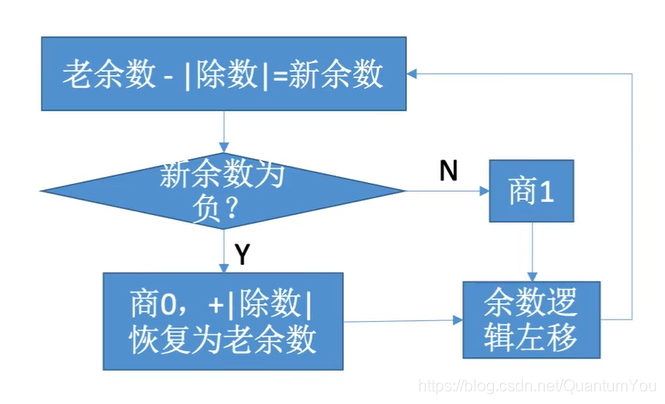 老余数 - |除数|=新余数
新余数为
负?
N
商1
Y
商0，+|除数|
恢复为老余数
余数逻
辑左移
https://blog.csdn.net/QuantumYou